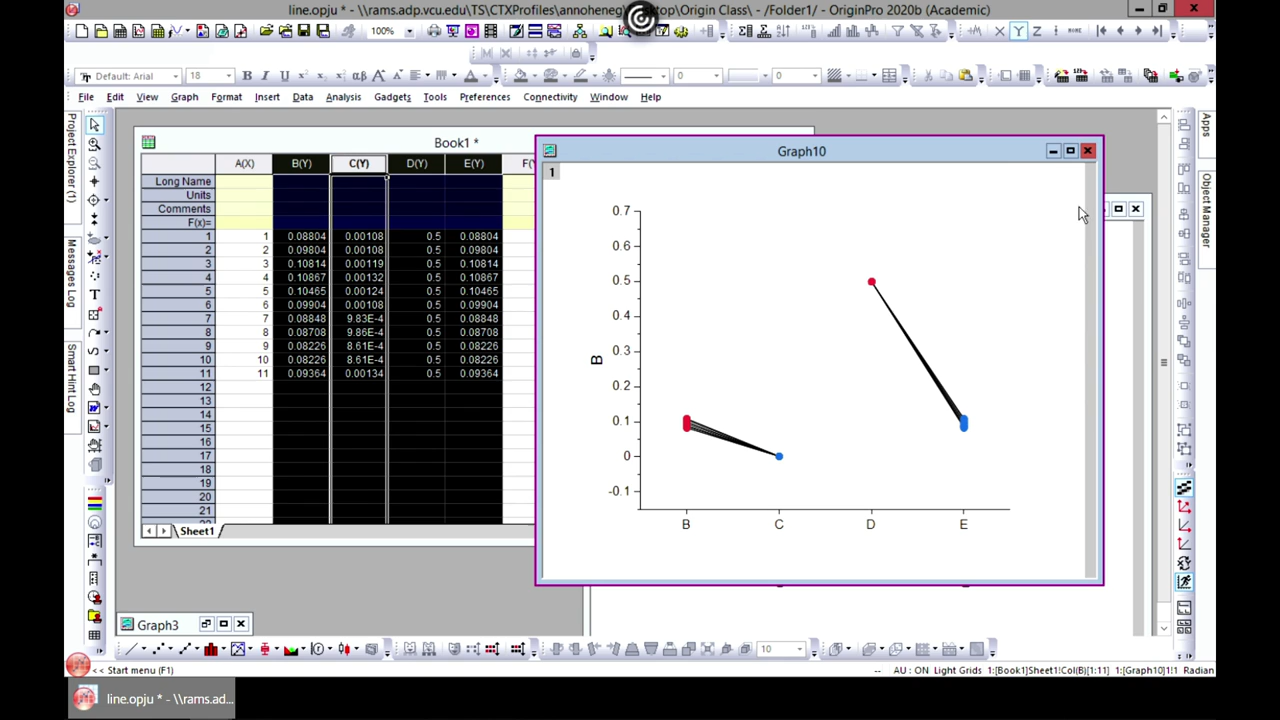 line.opju * - \\rams.adp.vcu.edu\TS\CTXProfiles\annoheneg\Desktop\Origin Class\ - /Folder1/ - OriginPro 2020b (Academic)
100%
Y Z
Default: Arial 18 B I U
0 0
File Edit View Graph Format Insert Data Analysis Gadgets Tools Preferences Connectivity Window Help
Project Explorer (1)
Messages Log
Smart Hint Log
Apps
Object Manager
Book1 *
A(X) B(Y) C(Y) D(Y) E(Y)
Long Name
Units
Comments
F(x)=
1 1 0.08804 0.00108 0.5 0.08804
2 2 0.09804 0.00108 0.5 0.09804
3 3 0.10814 0.00119 0.5 0.10814
4 4 0.10867 0.00132 0.5 0.10867
5 5 0.10465 0.00124 0.5 0.10465
6 6 0.09904 0.00108 0.5 0.09904
7 7 0.08848 9.83E-4 0.5 0.08848
8 8 0.08708 9.86E-4 0.5 0.08708
9 9 0.08226 8.61E-4 0.5 0.08226
10 10 0.08226 8.61E-4 0.5 0.08226
11 11 0.09364 0.00134 0.5 0.09364
12
13
14
15
16
17
18
19
20
21
Sheet1
Graph10
1
0.7
0.6
0.5
0.4
0.3
0.2
0.1
0
-0.1
B
B C D E
Graph3
10
<< Start menu (F1)
-- AU : ON Light Grids 1:[Book1]Sheet1!Col(B)[1:11] 1:[Graph10]1!1 Radian
line.opju * - \\rams.ad...